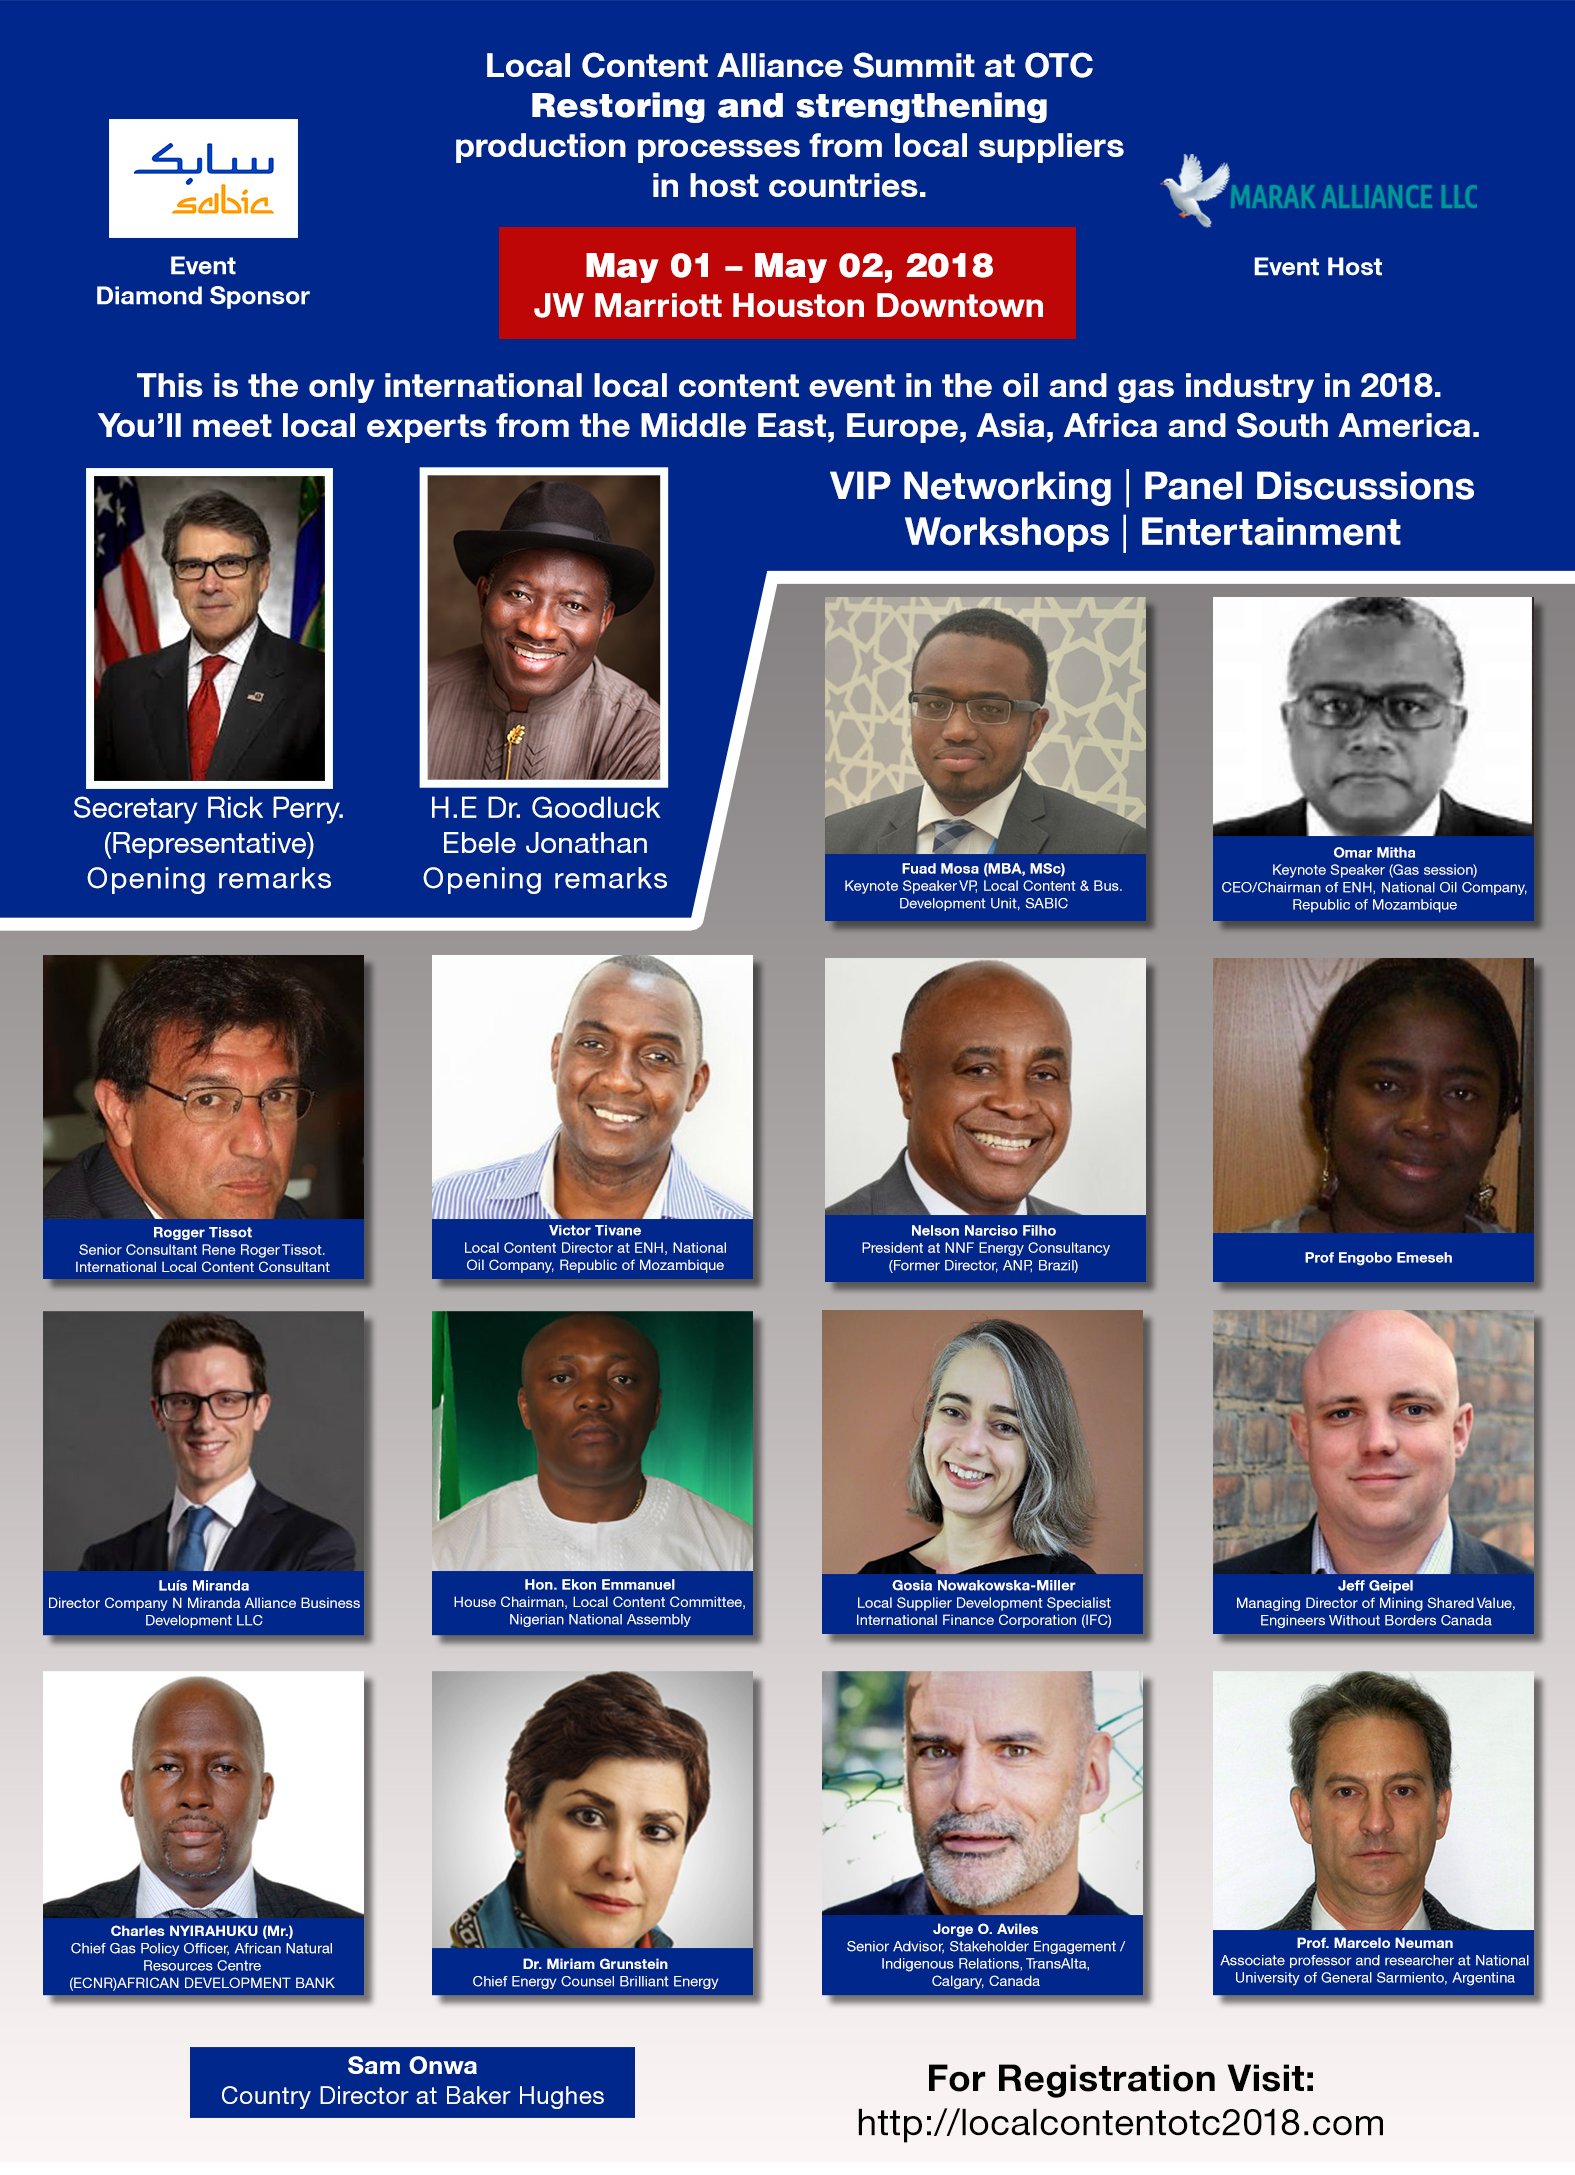 Local Content Alliance Summit at OTC
Restoring and strengthening
production processes from local suppliers
in host countries.
سابك
sabic
Event
Diamond Sponsor
MARAK ALLIANCE LLC
Event Host
May 01 – May 02, 2018
JW Marriott Houston Downtown
This is the only international local content event in the oil and gas industry in 2018.
You'll meet local experts from the Middle East, Europe, Asia, Africa and South America.
VIP Networking | Panel Discussions
Workshops | Entertainment
Secretary Rick Perry.
(Representative)
Opening remarks
H.E Dr. Goodluck
Ebele Jonathan
Opening remarks
Fuad Mosa (MBA, MSc)
Keynote Speaker VP, Local Content & Bus.
Development Unit, SABIC
Omar Mitha
Keynote Speaker (Gas session)
CEO/Chairman of ENH, National Oil Company,
Republic of Mozambique
Rogger Tissot
Senior Consultant Rene Roger Tissot.
International Local Content Consultant
Victor Tivane
Local Content Director at ENH, National
Oil Company, Republic of Mozambique
Nelson Narciso Filho
President at NNF Energy Consultancy
(Former Director, ANP, Brazil)
Prof Engobo Emeseh
Luís Miranda
Director Company N Miranda Alliance Business
Development LLC
Hon. Ekon Emmanuel
House Chairman, Local Content Committee,
Nigerian National Assembly
Gosia Nowakowska-Miller
Local Supplier Development Specialist
International Finance Corporation (IFC)
Jeff Geipel
Managing Director of Mining Shared Value,
Engineers Without Borders Canada
Charles NYIRAHUKU (Mr.)
Chief Gas Policy Officer, African Natural
Resources Centre
(ECNR)AFRICAN DEVELOPMENT BANK
Dr. Miriam Grunstein
Chief Energy Counsel Brilliant Energy
Jorge O. Aviles
Senior Advisor, Stakeholder Engagement /
Indigenous Relations, TransAlta,
Calgary, Canada
Prof. Marcelo Neuman
Associate professor and researcher at National
University of General Sarmiento, Argentina
Sam Onwa
Country Director at Baker Hughes
For Registration Visit:
http://localcontentotc2018.com